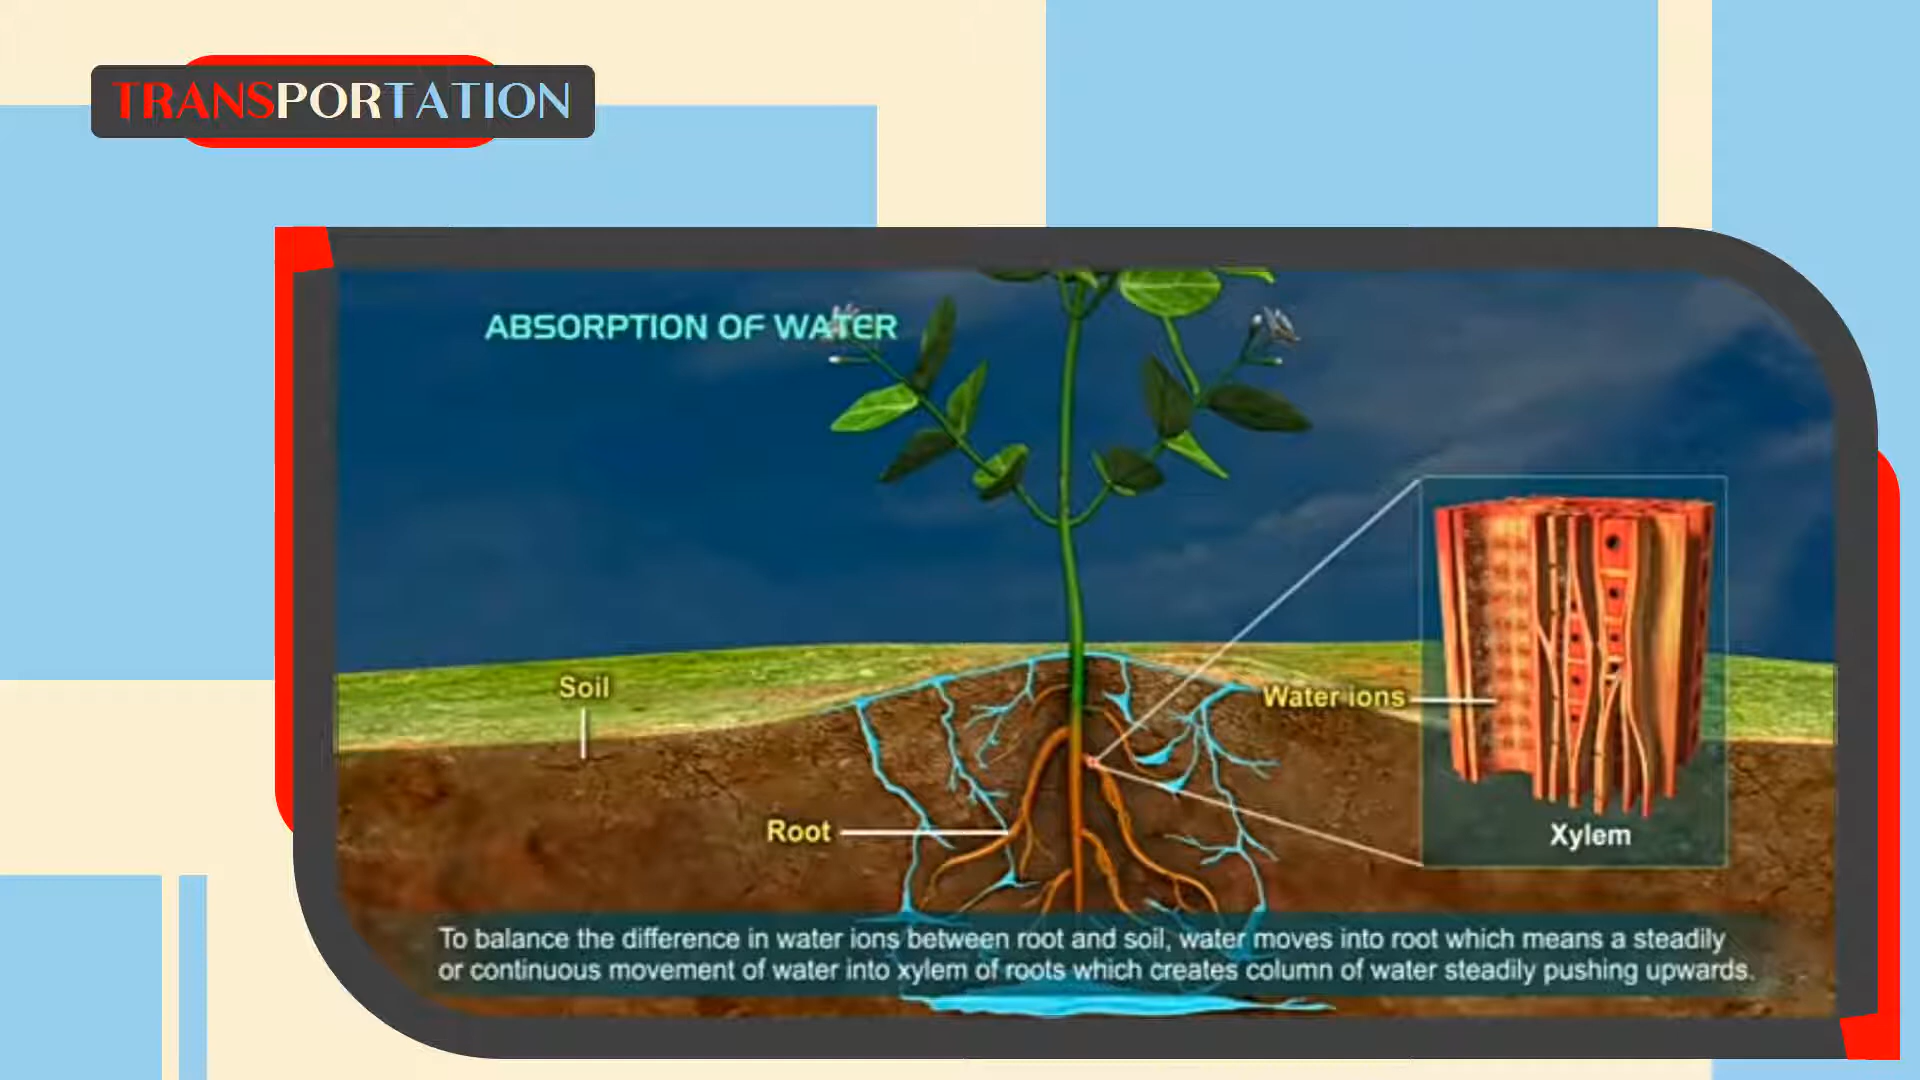 TRANSPORTATION
ABSORPTION OF WATER
Soil
Water ions
Root
Xylem
To balance the difference in water ions between root and soil, water moves into root which means a steadily
or continuous movement of water into xylem of roots which creates column of water steadily pushing upwards.